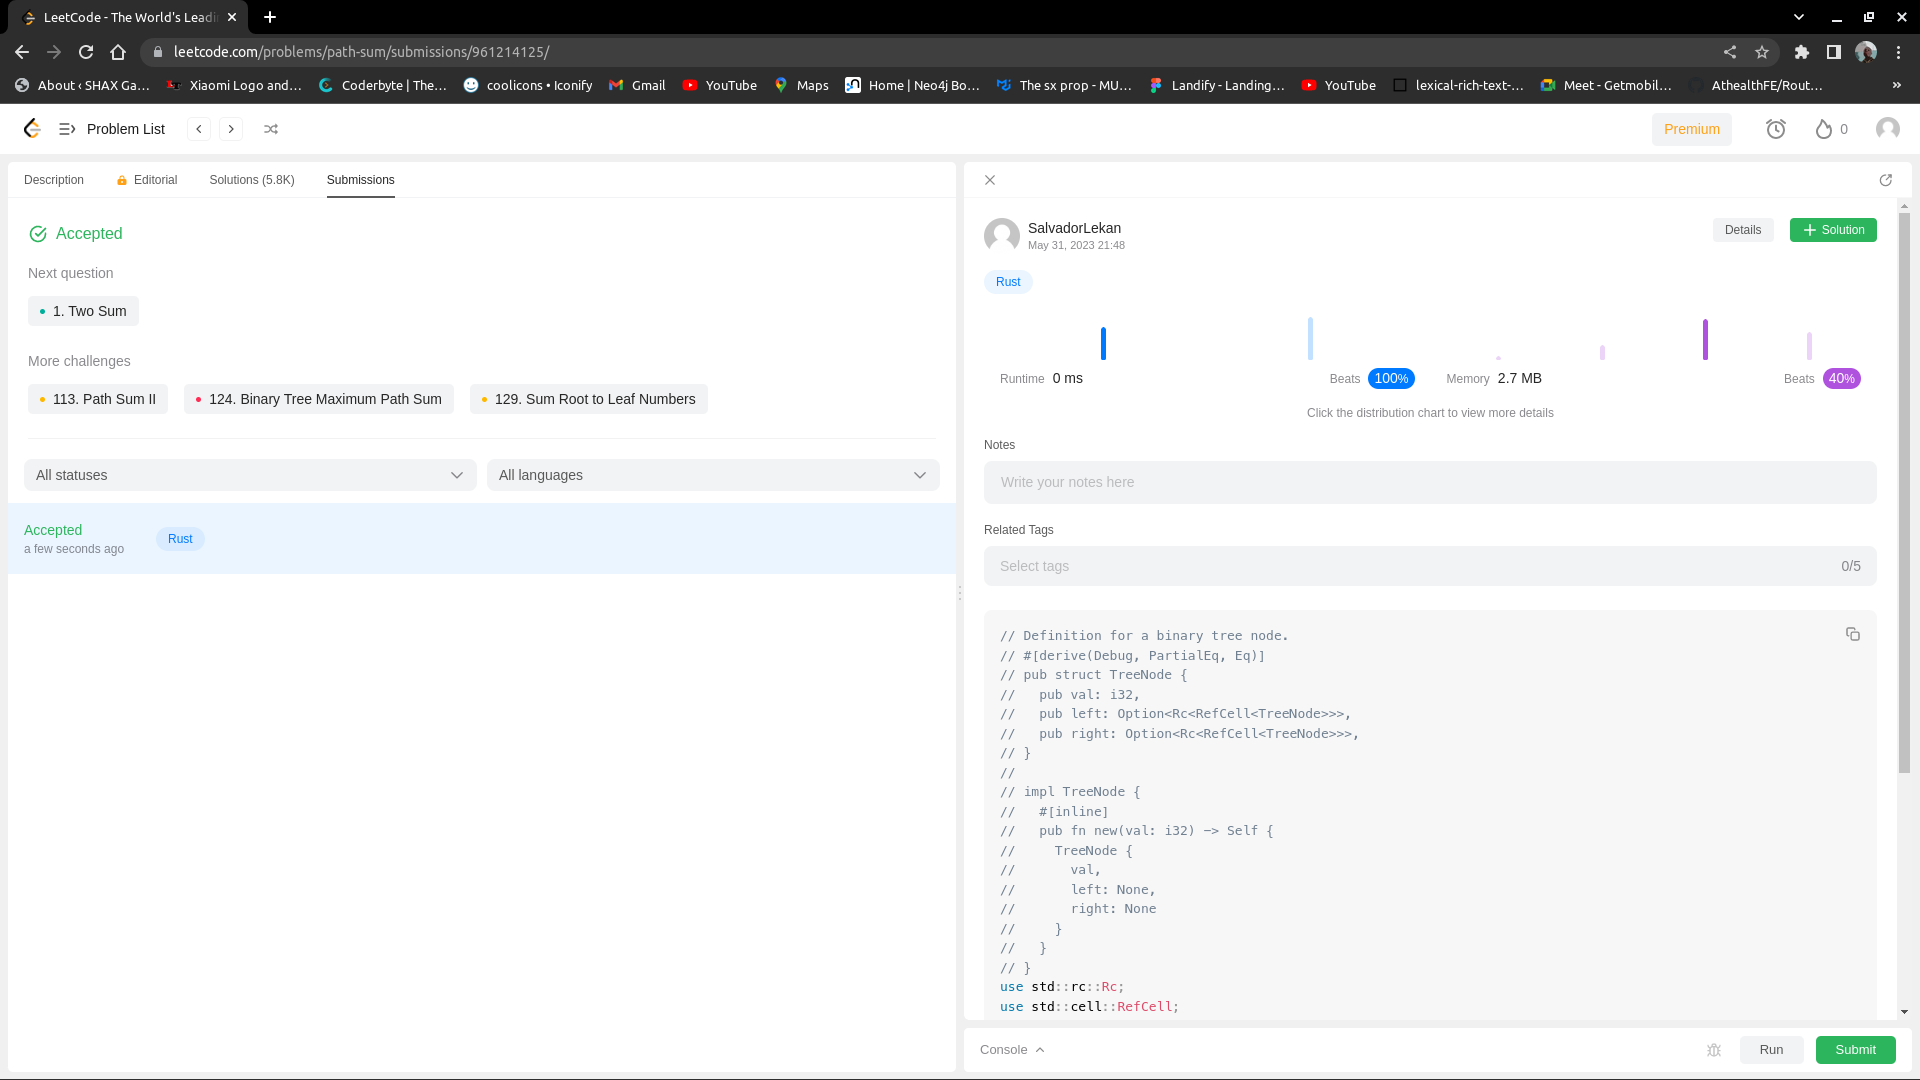 LeetCode - The World's Leadi
leetcode.com/problems/path-sum/submissions/961214125/
About ‹ SHAX Ga... Xiaomi Logo and... Coderbyte | The... coolicons • Iconify Gmail YouTube Maps Home | Neo4j Bo... The sx prop - MU... Landify - Landing... YouTube lexical-rich-text-... Meet - Getmobil... AthealthFE/Rout... »
Problem List
Premium
0
Description Editorial Solutions (5.8K) Submissions
Accepted
Next question
1. Two Sum
More challenges
113. Path Sum II 124. Binary Tree Maximum Path Sum 129. Sum Root to Leaf Numbers
All statuses All languages
Accepted
a few seconds ago
Rust
SalvadorLekan
May 31, 2023 21:48
Details Solution
Rust
Runtime 0 ms Beats 100% Memory 2.7 MB Beats 40%
Click the distribution chart to view more details
Notes
Write your notes here
Related Tags
Select tags 0/5
// Definition for a binary tree node.
// #[derive(Debug, PartialEq, Eq)]
// pub struct TreeNode {
//   pub val: i32,
//   pub left: Option<Rc<RefCell<TreeNode>>>,
//   pub right: Option<Rc<RefCell<TreeNode>>>,
// }
//
// impl TreeNode {
//   #[inline]
//   pub fn new(val: i32) -> Self {
//     TreeNode {
//       val,
//       left: None,
//       right: None
//     }
//   }
// }
use std::rc::Rc;
use std::cell::RefCell;
Console Run Submit